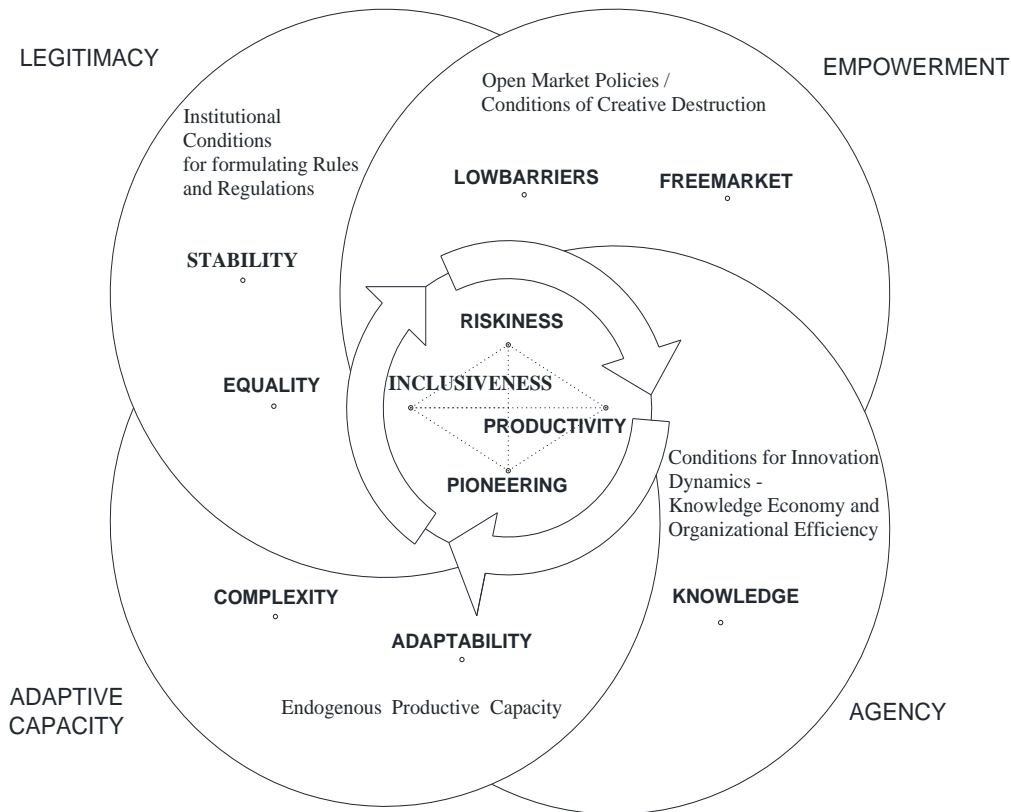 LEGITIMACY
EMPOWERMENT
Open Market Policies /
Conditions of Creative Destruction
Institutional
Conditions
for formulating Rules
and Regulations
LOWBARRIERS
FREEMARKET
STABILITY
RISKINESS
EQUALITY
INCLUSIVENESS
PRODUCTIVITY
PIONEERING
Conditions for Innovation
Dynamics -
Knowledge Economy and
Organizational Efficiency
COMPLEXITY
KNOWLEDGE
ADAPTABILITY
ADAPTIVE
CAPACITY
Endogenous Productive Capacity
AGENCY